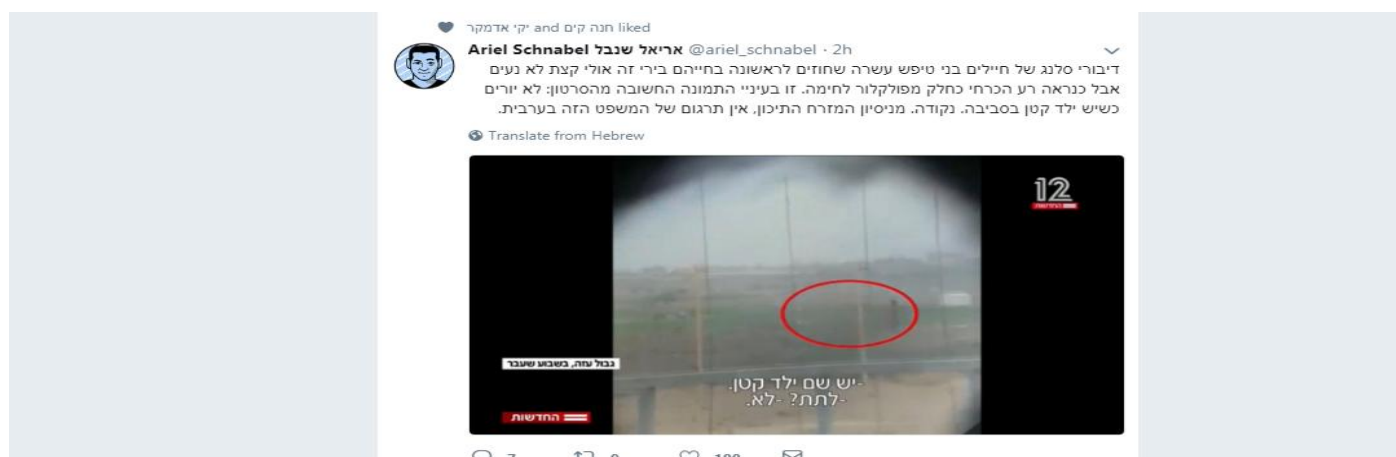 חנה קים and יקי אדמקר liked
Ariel Schnabel אריאל שנבל @ariel_schnabel · 2h
דיבורי סלנג של חיילים בני טיפש עשרה שחוזים לראשונה בחייהם בירי זה אולי קצת לא נעים
אבל כנראה רע הכרחי כחלק מפולקלור לחימה. זו בעיניי התמונה החשובה מהסרטון: לא יורים
כשיש ילד קטן בסביבה. נקודה. מניסיון המזרח התיכון, אין תרגום של המשפט הזה בערבית.
Translate from Hebrew
12
החדשות
גבול עזה, בשבוע שעבר
-יש שם ילד קטן.
-לתת? -לא.
החדשות